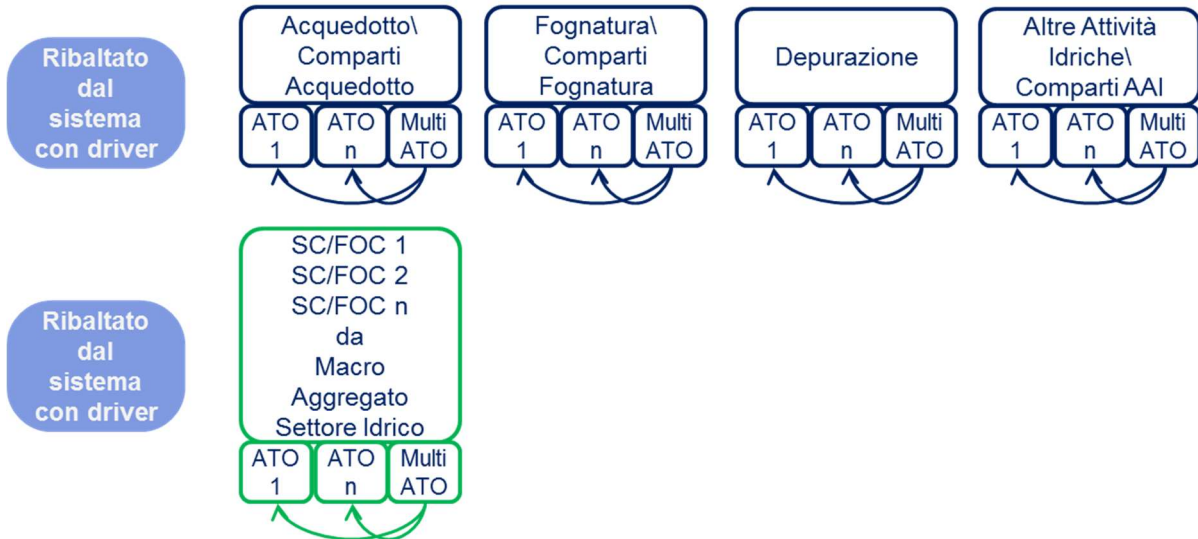 Ribaltato
dal
sistema
con driver
Acquedotto\
Comparti
Acquedotto
ATO
1
ATO
n
Multi
ATO
Fognatura\
Comparti
Fognatura
ATO
1
ATO
n
Multi
ATO
Depurazione
ATO
1
ATO
n
Multi
ATO
Altre Attività
Idriche\
Comparti AAI
ATO
1
ATO
n
Multi
ATO
Ribaltato
dal
sistema
con driver
SC/FOC 1
SC/FOC 2
SC/FOC n
da
Macro
Aggregato
Settore Idrico
ATO
1
ATO
n
Multi
ATO